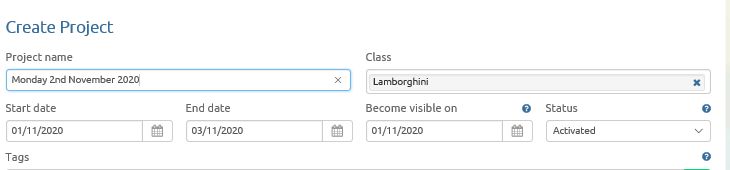 Create Project
Project name
Class
Monday 2nd November 2020
Lamborghini
Start date
End date
Become visible on
Status
01/11/2020
03/11/2020
01/11/2020
Activated
Tags